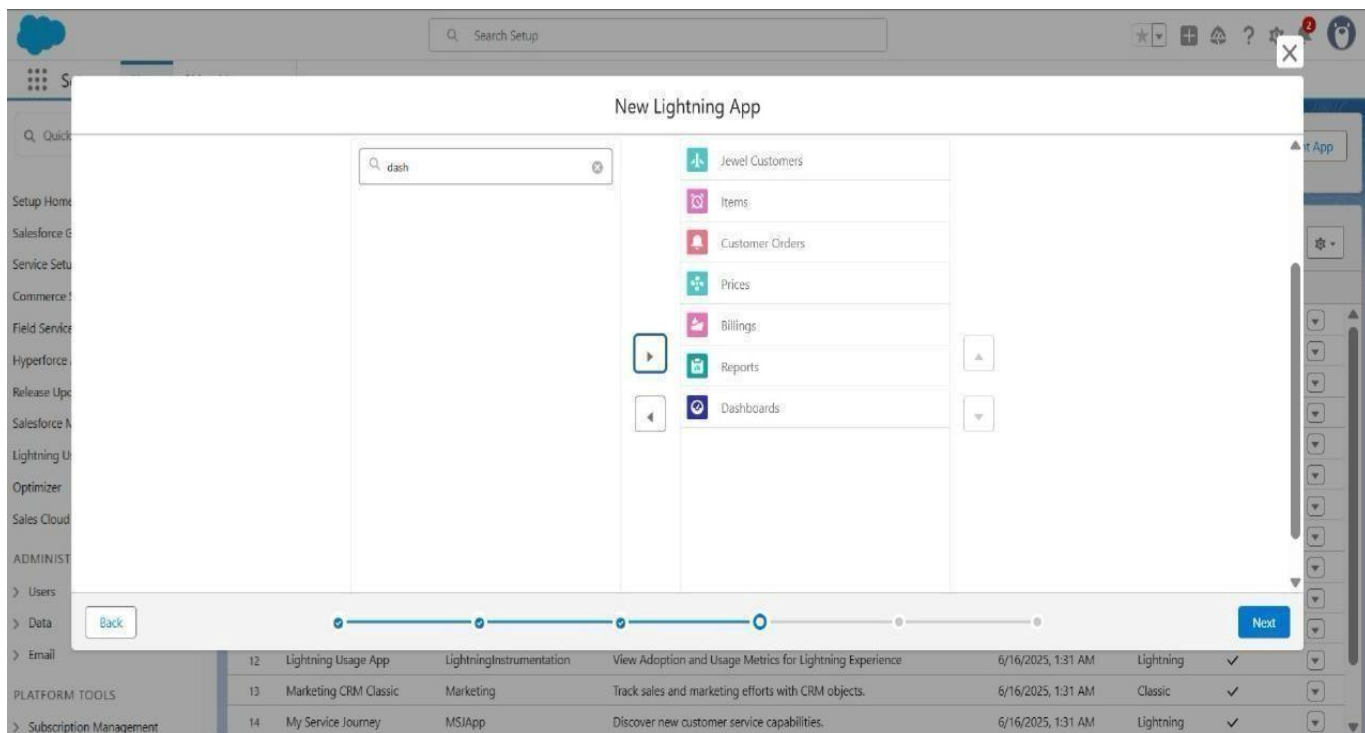 Search Setup
2
New Lightning App
Quick
nt App
dash
Jewel Customers
Items
Customer Orders
Prices
Billings
Reports
Dashboards
Setup Home
Salesforce G
Service Setu
Commerce S
Field Service
Hyperforce
Release Upd
Salesforce M
Lightning Us
Optimizer
Sales Cloud
ADMINIST
Users
Data
Email
Back
Next
12 Lightning Usage App LightningInstrumentation View Adoption and Usage Metrics for Lightning Experience 6/16/2025, 1:31 AM Lightning
PLATFORM TOOLS
13 Marketing CRM Classic Marketing Track sales and marketing efforts with CRM objects. 6/16/2025, 1:31 AM Classic
Subscription Management
14 My Service Journey MSJApp Discover new customer service capabilities. 6/16/2025, 1:31 AM Lightning